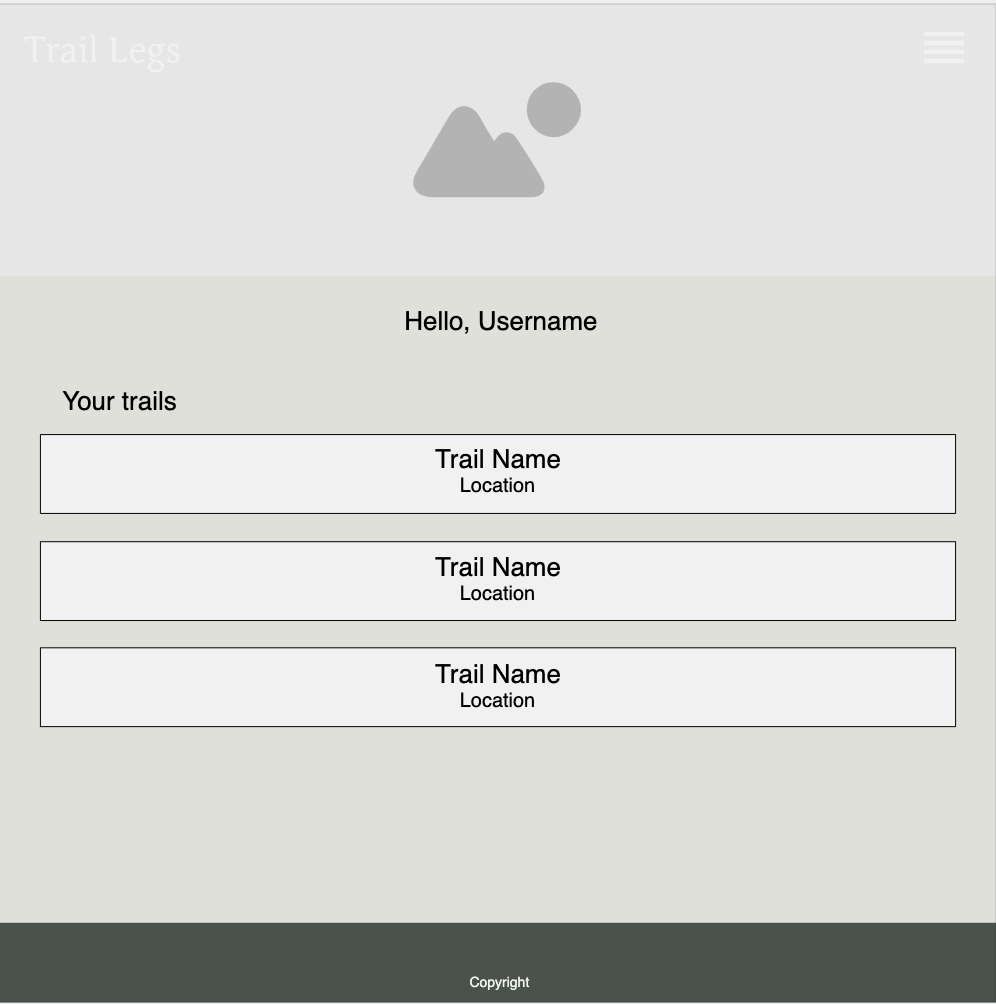 Trail Legs
Hello, Username
Your trails
Trail Name
Location
Trail Name
Location
Trail Name
Location
Copyright